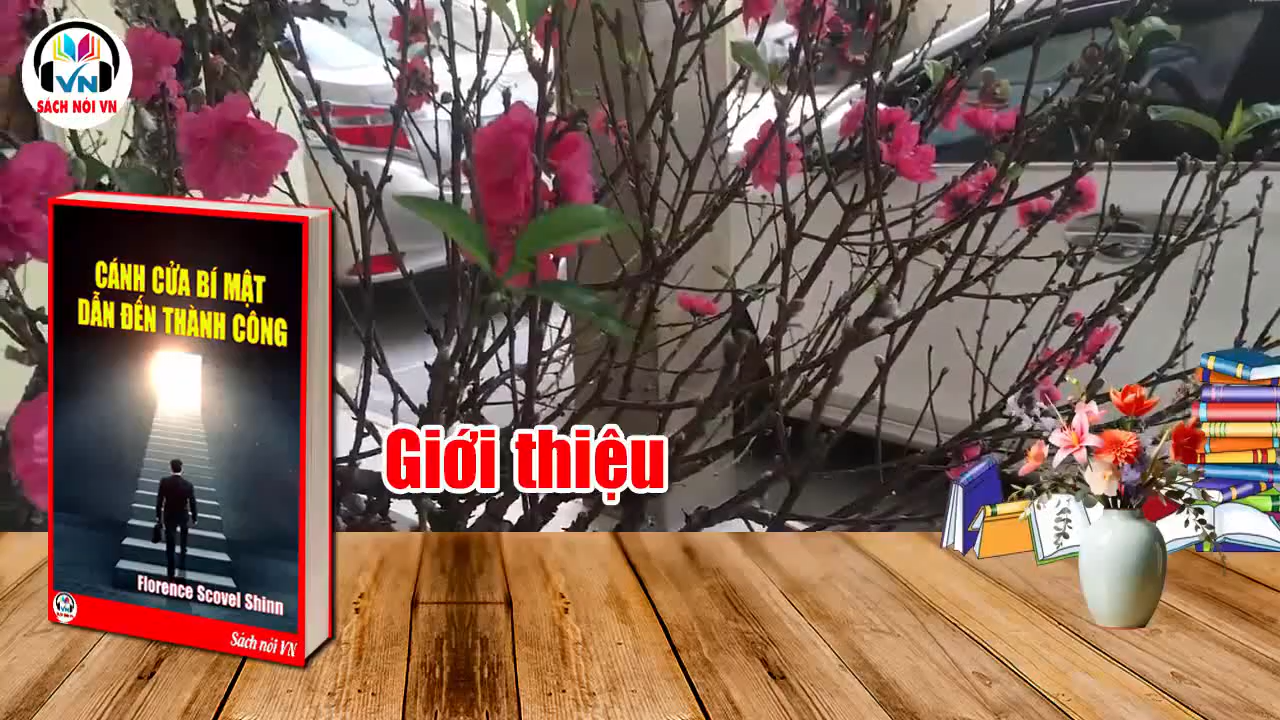 VN
SÁCH NÓI VN
CÁNH CỬA BÍ MẬT
DẪN ĐẾN THÀNH CÔNG
Florence Scovel Shinn
Sách nói VN
Giới thiệu